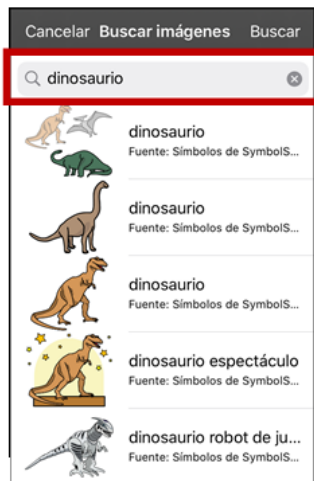 Cancelar Buscar imágenes Buscar
dinosaurio
dinosaurio
Fuente: Símbolos de SymbolS...
dinosaurio
Fuente: Símbolos de SymbolS...
dinosaurio
Fuente: Símbolos de SymbolS...
dinosaurio espectáculo
Fuente: Símbolos de SymbolS...
dinosaurio robot de ju...
Fuente: Símbolos de SymbolS...